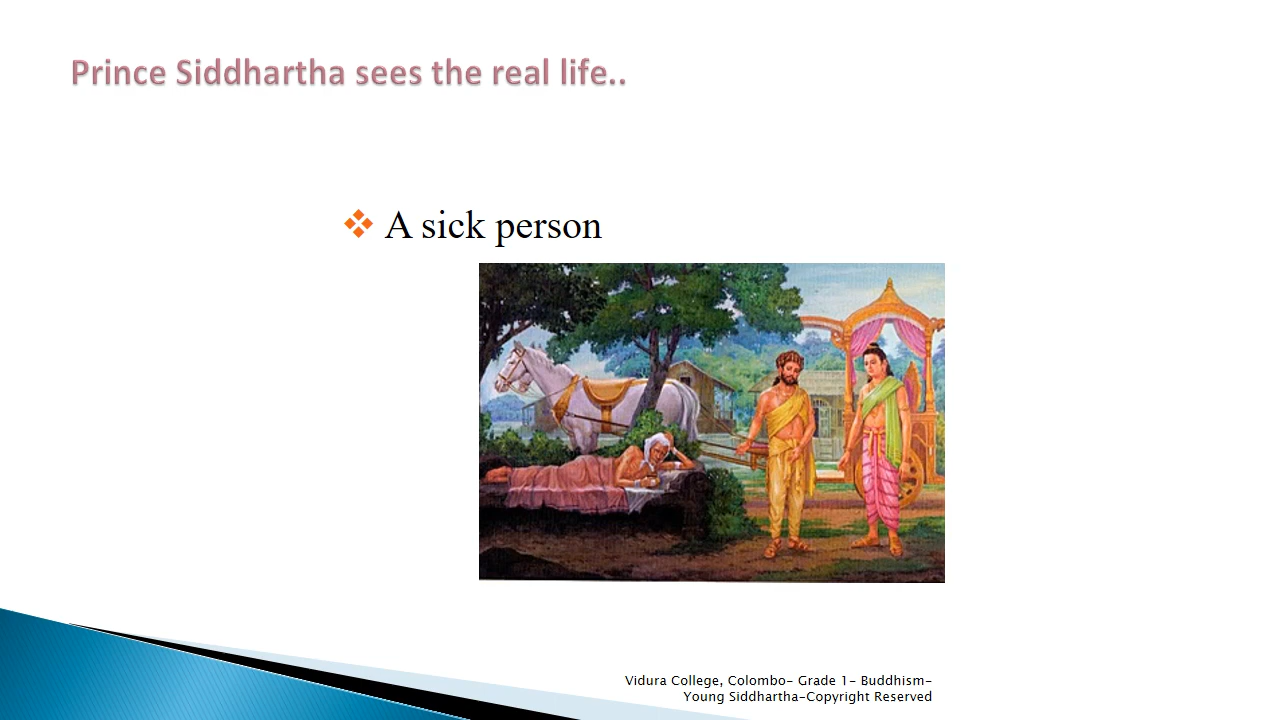 Prince Siddhartha sees the real life..
A sick person
Vidura College, Colombo- Grade 1- Buddhism-
Young Siddhartha-Copyright Reserved